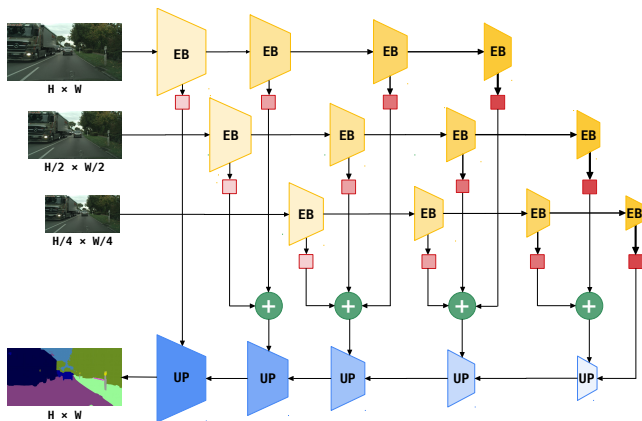 EB EB EB EB
H × W
EB EB EB EB
H/2 × W/2
EB EB EB EB
H/4 × W/4
+ + + +
UP UP UP UP UP
H × W